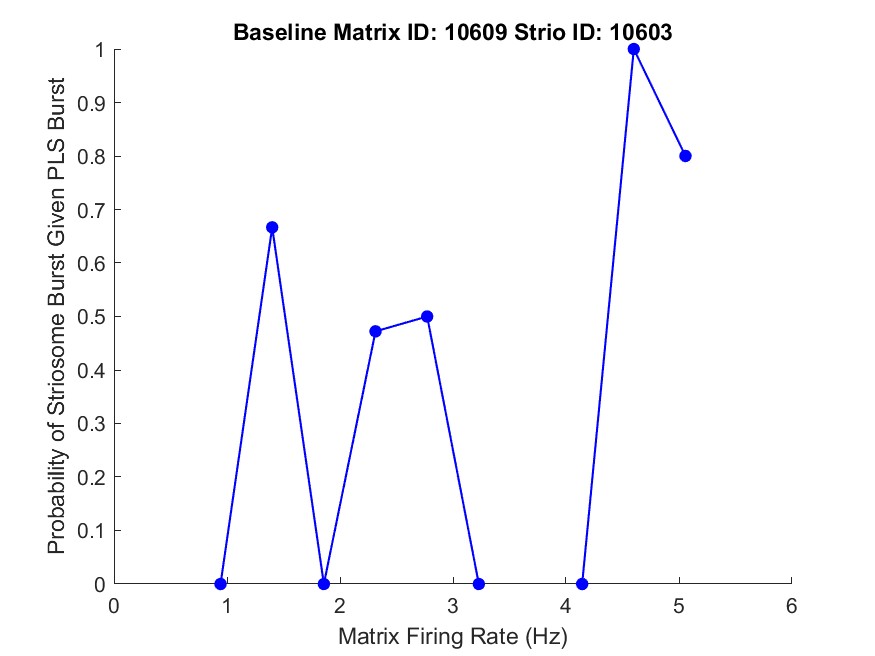 Baseline Matrix ID: 10609 Strio ID: 10603
Probability of Striosome Burst Given PLS Burst
1
0.9
0.8
0.7
0.6
0.5
0.4
0.3
0.2
0.1
0
0 1 2 3 4 5 6
Matrix Firing Rate (Hz)